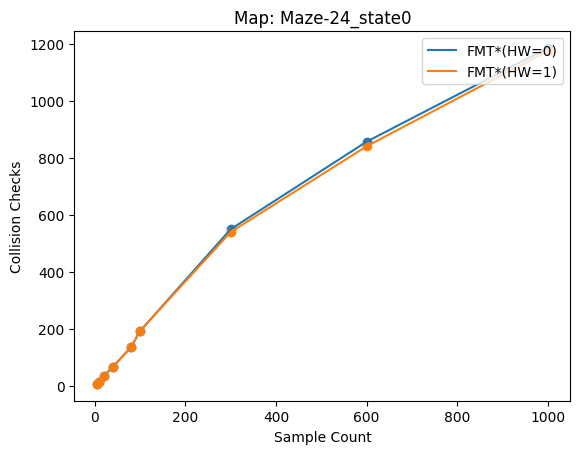 Map: Maze-24_state0
FMT*(HW=0)
FMT*(HW=1)
1200
1000
800
600
400
200
0
Collision Checks
0 200 400 600 800 1000
Sample Count